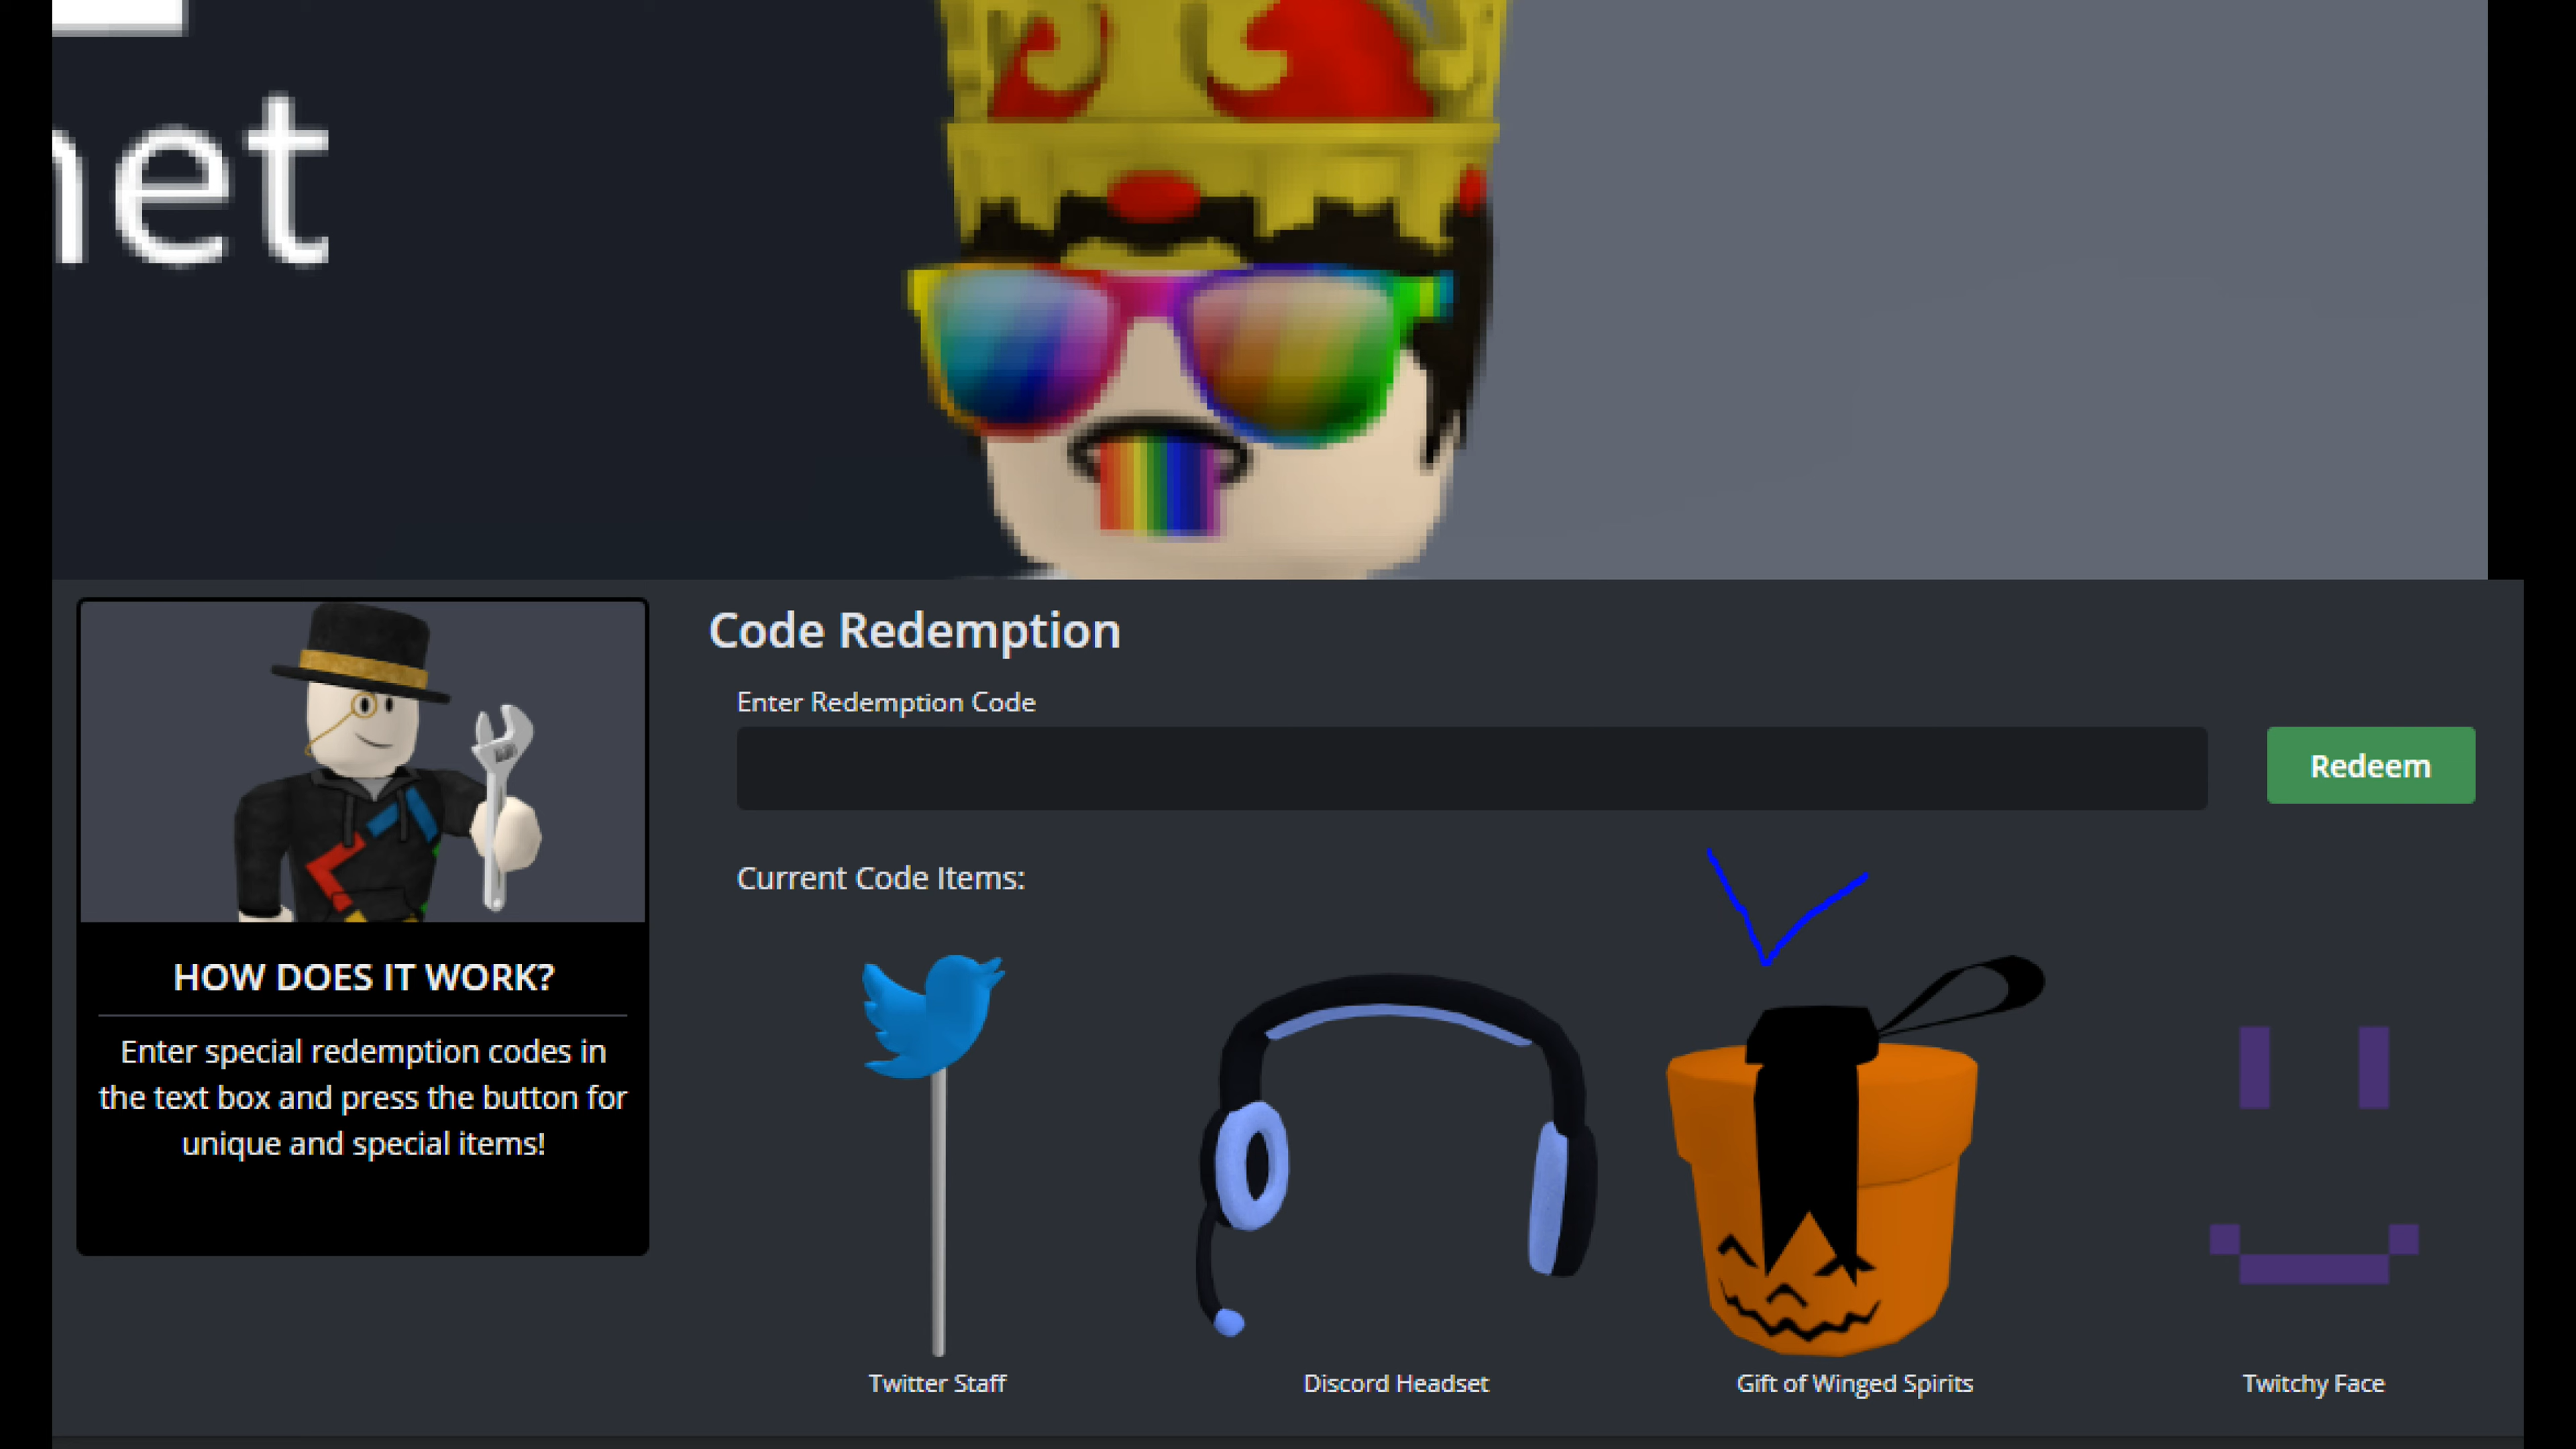 net
Code Redemption
Enter Redemption Code
Redeem
Current Code Items:
HOW DOES IT WORK?
Enter special redemption codes in
the text box and press the button for
unique and special items!
Twitter Staff
Discord Headset
Gift of Winged Spirits
Twitchy Face